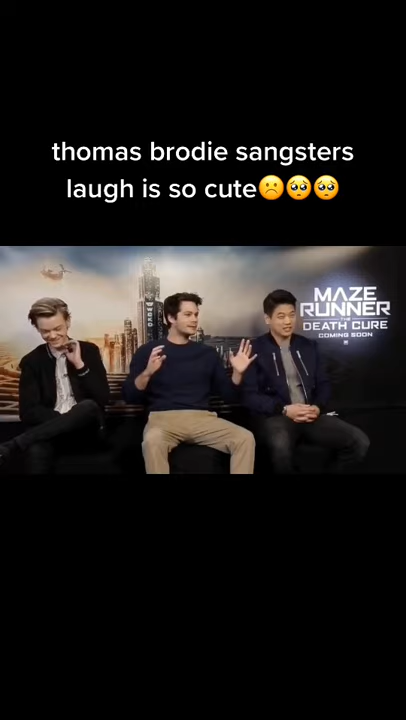 thomas brodie sangsters
laugh is so cute☹️🥺🥺
MAZE
RUNNER
THE
DEATH CURE
COMING SOON